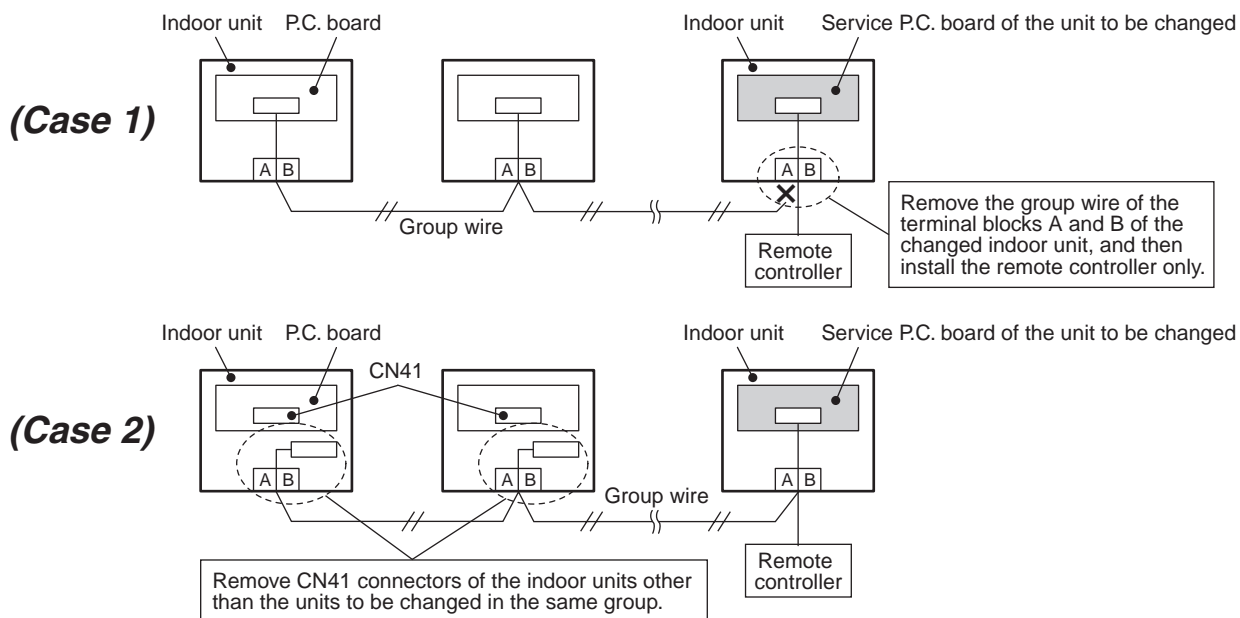 Indoor unit P.C. board
Indoor unit Service P.C. board of the unit to be changed
(Case 1)
A B
A B
A B
Group wire
Remote
controller
Remove the group wire of the
terminal blocks A and B of the
changed indoor unit, and then
install the remote controller only.
Indoor unit P.C. board
Indoor unit Service P.C. board of the unit to be changed
CN41
(Case 2)
A B
A B
A B
Group wire
Remote
controller
Remove CN41 connectors of the indoor units other
than the units to be changed in the same group.